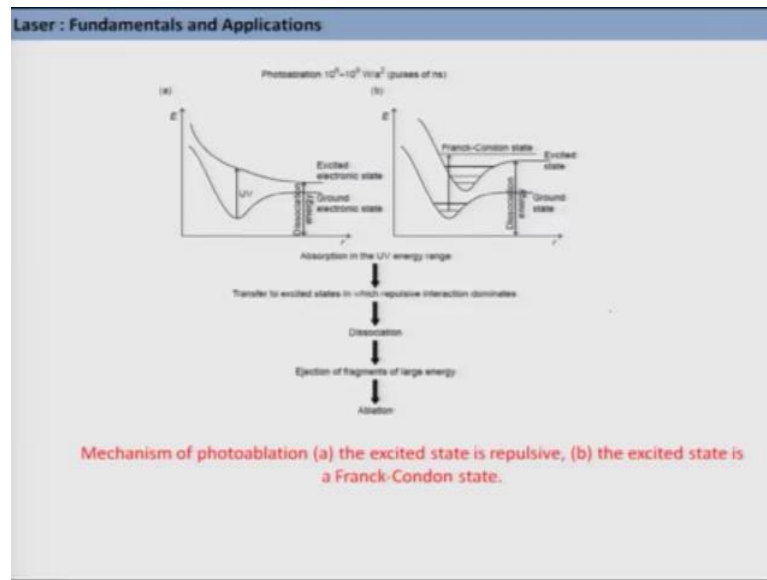 Laser : Fundamentals and Applications
Photoablation 10⁶–10⁹ W/a² (pulses of ns)
(a)
(b)
E
E
Franck-Condon state
Excited
electronic state
Excited
state
UV
Ground
electronic state
Dissociation
energy
Ground
state
Dissociation
energy
r
r
Absorption in the UV energy range
Transfer to excited states in which repulsive interaction dominates
Dissociation
Ejection of fragments of large energy
Ablation
Mechanism of photoablation (a) the excited state is repulsive, (b) the excited state is
a Franck-Condon state.